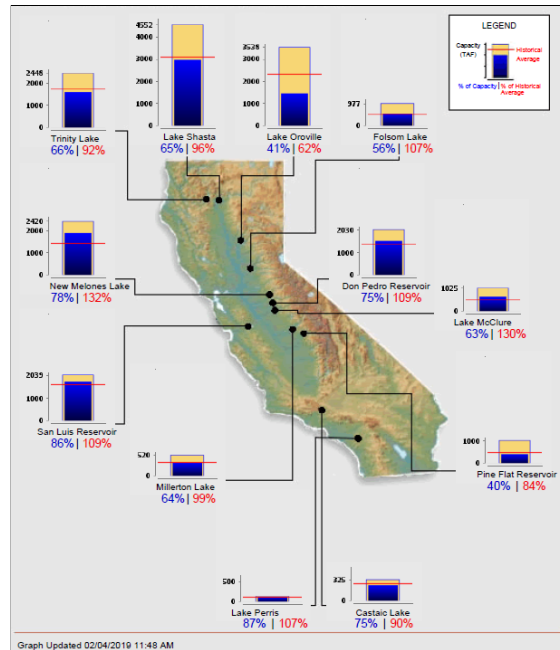 4552
4000
3000
2000
1000
0
Lake Shasta
65% | 96%
3538
3000
2000
1000
0
Lake Oroville
41% | 62%
LEGEND
Capacity
(TAF)
Historical
Average
% of Capacity | % of Historical
Average
2448
2000
1000
0
Trinity Lake
66% | 92%
977
0
Folsom Lake
56% | 107%
2420
2000
1000
0
New Melones Lake
78% | 132%
2030
1000
0
Don Pedro Reservoir
75% | 109%
1025
0
Lake McClure
63% | 130%
2039
1000
0
San Luis Reservoir
86% | 109%
520
0
Millerton Lake
64% | 99%
1000
0
Pine Flat Reservoir
40% | 84%
500
0
Lake Perris
87% | 107%
325
0
Castaic Lake
75% | 90%
Graph Updated 02/04/2019 11:48 AM